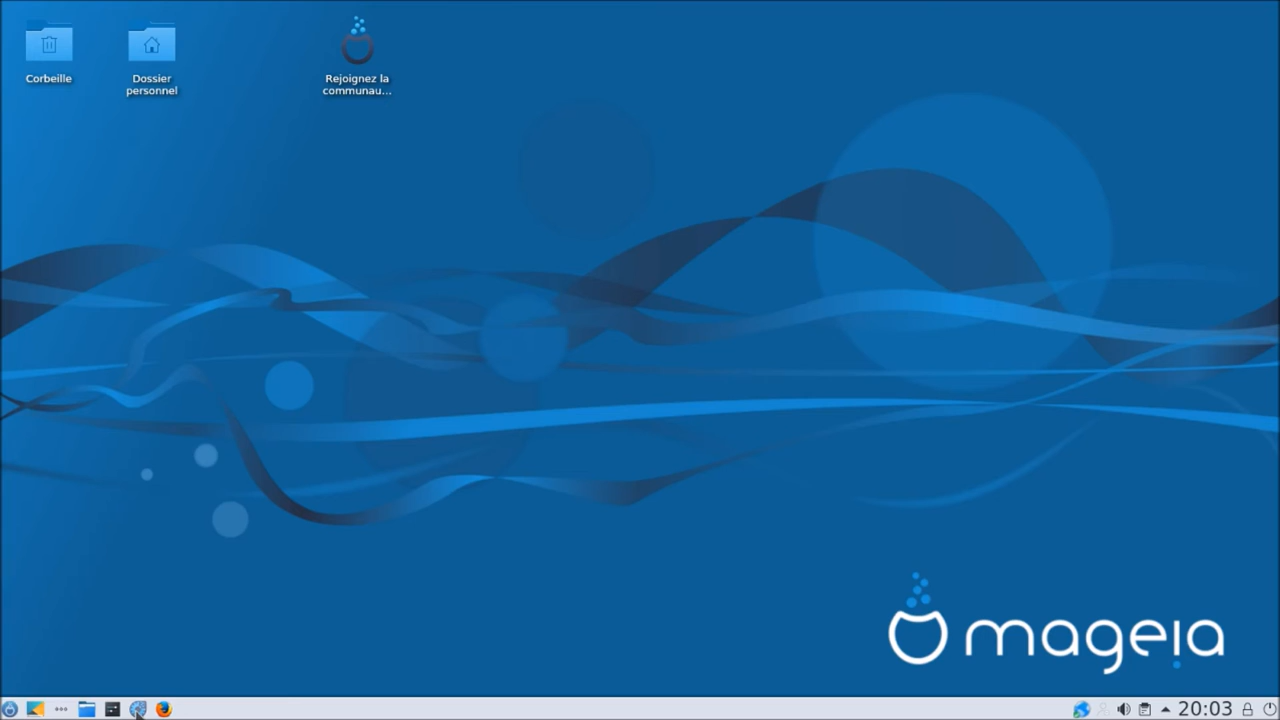 Corbeille
Dossier
personnel
Rejoignez la
communau...
mageia
20:03